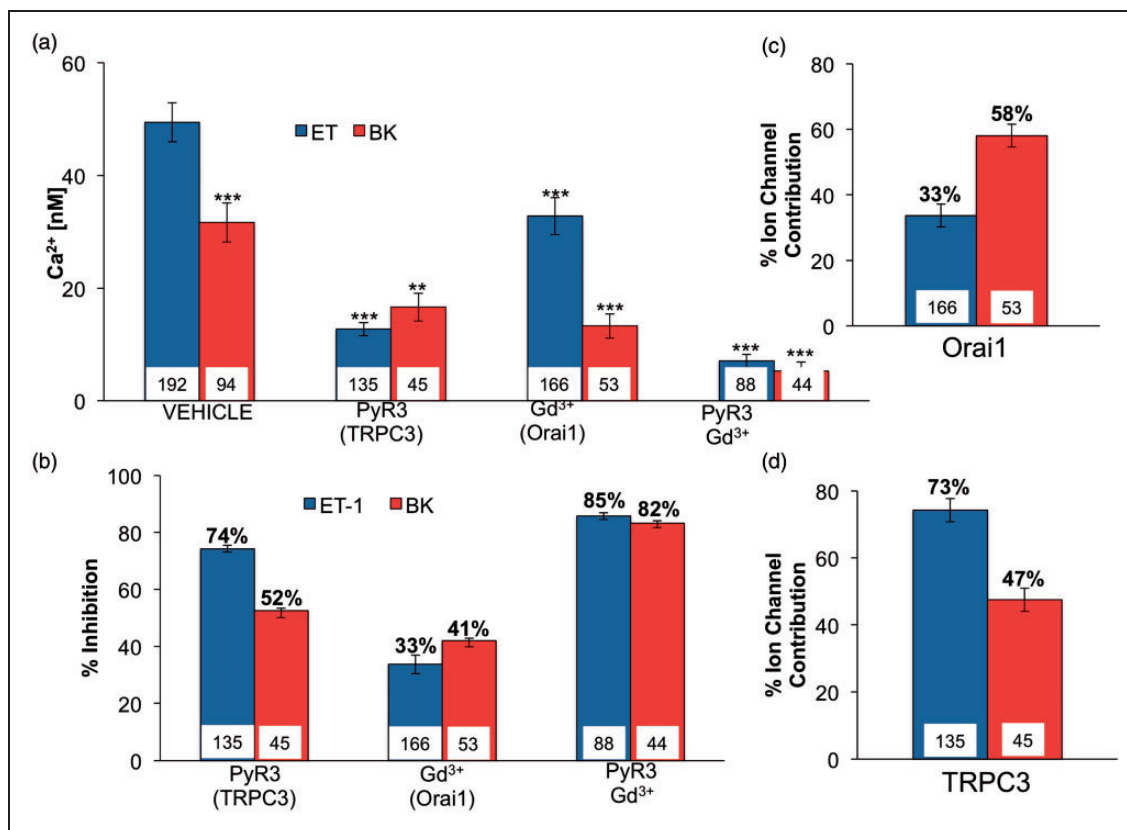 (a)
60
40
20
0
Ca²⁺ [nM]
ET BK
***
***
**
***
***
***
***
192 94 135 45 166 53 88 44
VEHICLE PyR3 Gd³⁺ PyR3
(TRPC3) (Orai1) Gd³⁺
(c)
80
60
40
20
0
% Ion Channel
Contribution
33% 58%
166 53
Orai1
(b)
100
80
60
40
20
0
% Inhibition
ET-1 BK
74% 52% 33% 41% 85% 82%
135 45 166 53 88 44
PyR3 Gd³⁺ PyR3
(TRPC3) (Orai1) Gd³⁺
(d)
80
60
40
20
0
% Ion Channel
Contribution
73% 47%
135 45
TRPC3